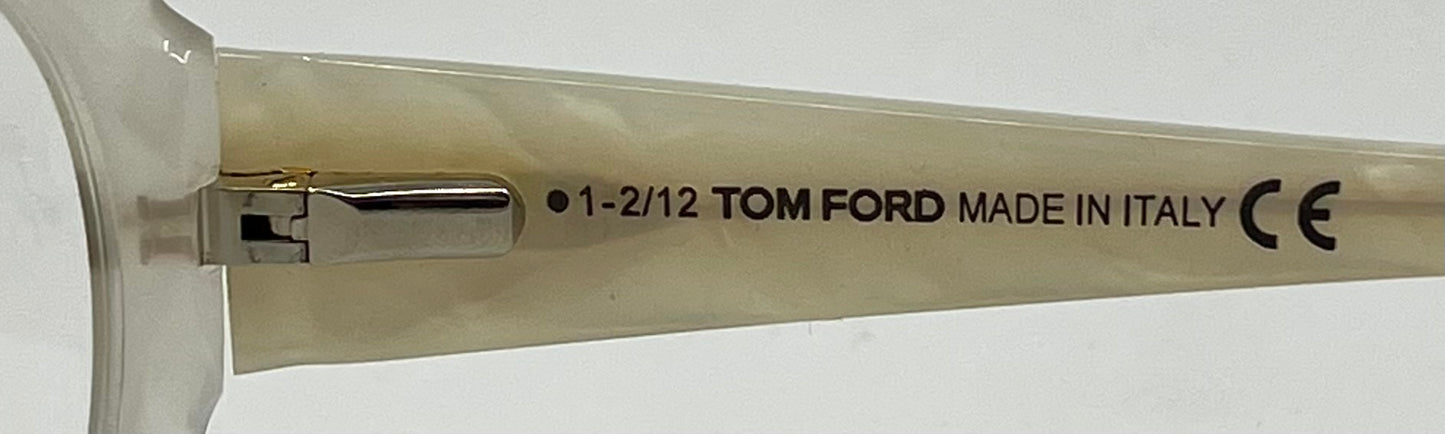 ●1-2/12 TOM FORD MADE IN ITALY CE